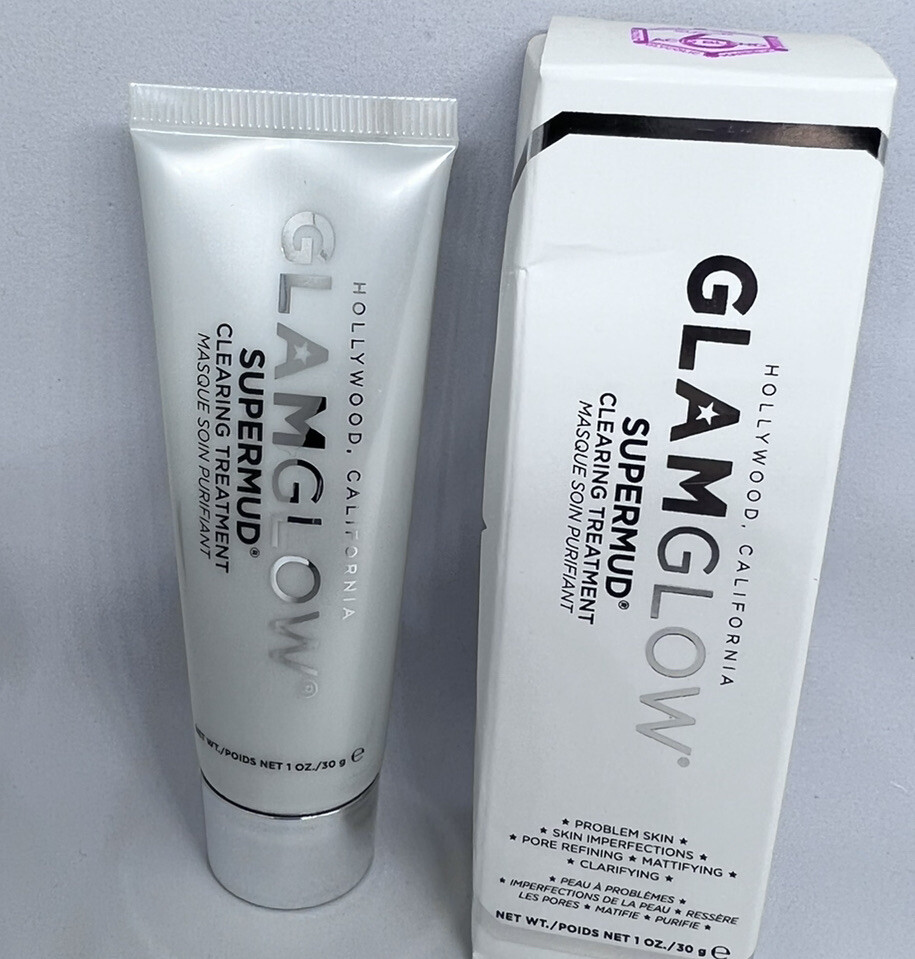 HOLLYWOOD, CALIFORNIA
GLAMGLOW®
SUPERMUD®
CLEARING TREATMENT
MASQUE SOIN PURIFIANT
NET WT./POIDS NET 1 OZ./30 g ℮
HOLLYWOOD, CALIFORNIA
GLAMGLOW®
SUPERMUD®
CLEARING TREATMENT
MASQUE SOIN PURIFIANT
★ PROBLEM SKIN ★
★ SKIN IMPERFECTIONS ★
★ PORE REFINING ★ MATTIFYING ★
★ CLARIFYING ★
★ PEAU À PROBLÈMES ★
★ IMPERFECTIONS DE LA PEAU ★ RESSÈRE
LES PORES ★ MATIFIE ★ PURIFIE ★
NET WT./POIDS NET 1 OZ./30 g ℮